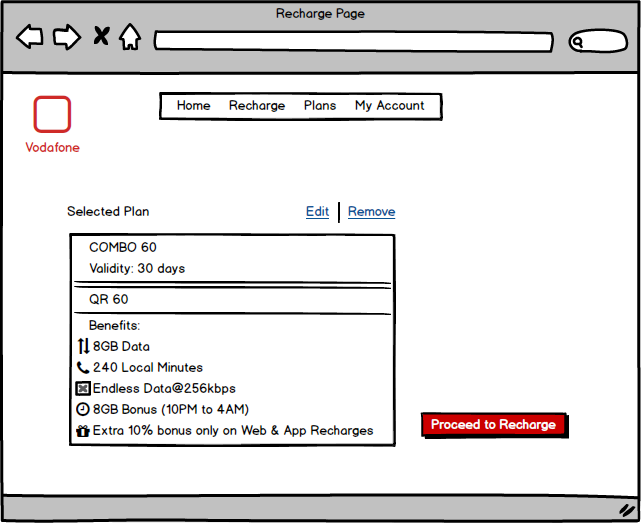 Recharge Page
Home Recharge Plans My Account
Vodafone
Selected Plan Edit Remove
COMBO 60
Validity: 30 days
QR 60
Benefits:
8GB Data
240 Local Minutes
Endless Data@256kbps
8GB Bonus (10PM to 4AM)
Extra 10% bonus only on Web & App Recharges
Proceed to Recharge